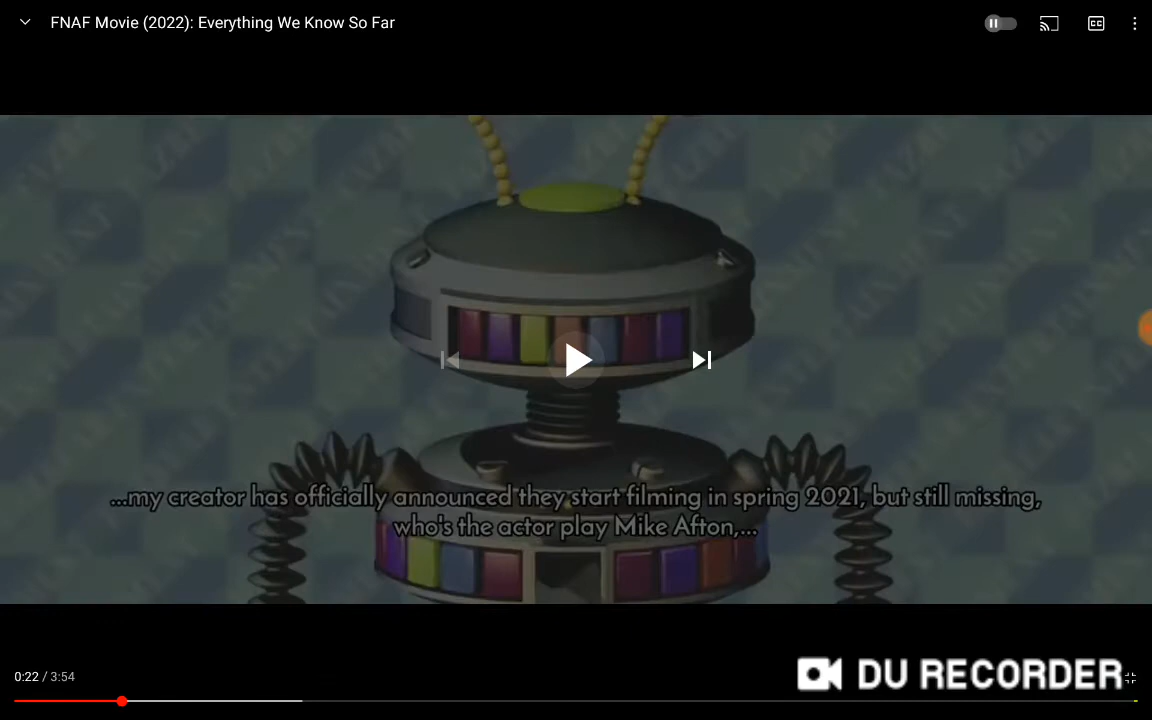 FNAF Movie (2022): Everything We Know So Far
CC
...my creator has officially announced they start filming in spring 2021, but still missing,
who's the actor play Mike Afton,...
0:22 / 3:54
DU RECORDER